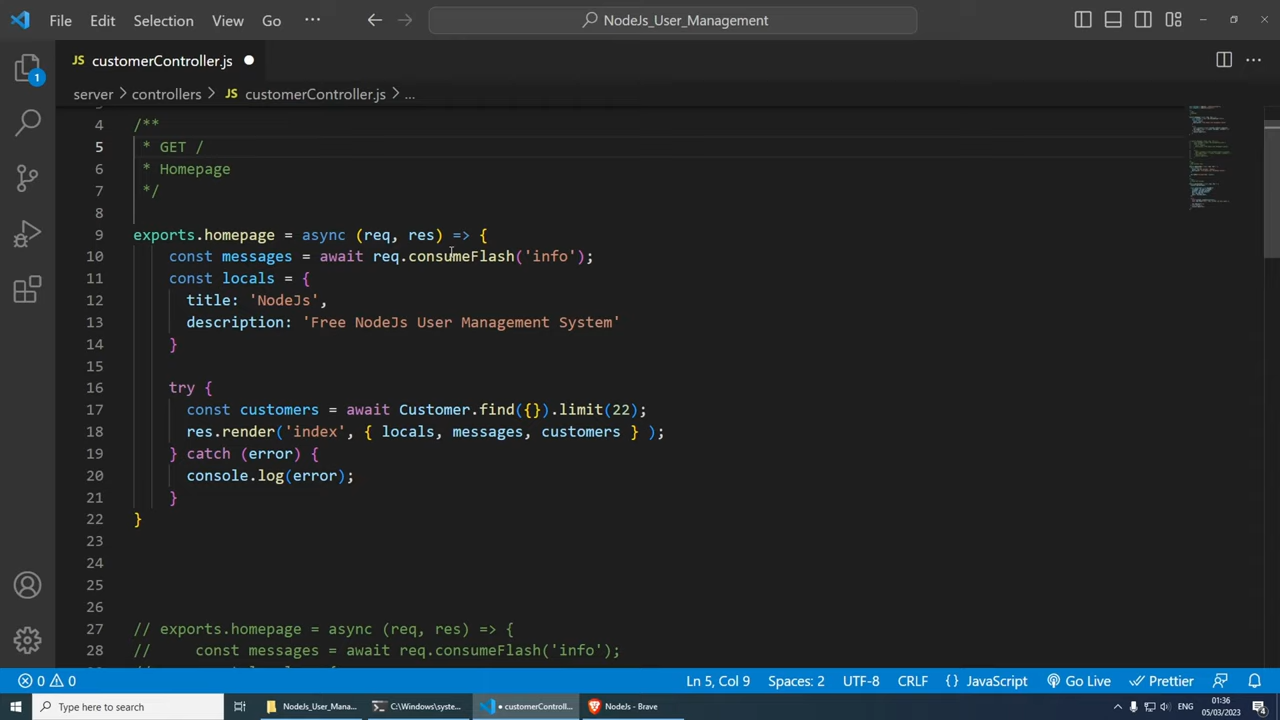 File Edit Selection View Go ··· NodeJs_User_Management
JS customerController.js
server > controllers > JS customerController.js > ...
4 /**
5 * GET /
6 * Homepage
7 */
8
9 exports.homepage = async (req, res) => {
10 const messages = await req.consumeFlash('info');
11 const locals = {
12 title: 'NodeJs',
13 description: 'Free NodeJs User Management System'
14 }
15
16 try {
17 const customers = await Customer.find({}).limit(22);
18 res.render('index', { locals, messages, customers } );
19 } catch (error) {
20 console.log(error);
21 }
22 }
23
24
25
26
27 // exports.homepage = async (req, res) => {
28 // const messages = await req.consumeFlash('info');
1
0 0 Ln 5, Col 9 Spaces: 2 UTF-8 CRLF {} JavaScript Go Live Prettier
Type here to search NodeJs_User_Mana... C:\Windows\syste... • customerControll... NodeJs - Brave ENG 01:36
05/03/2023